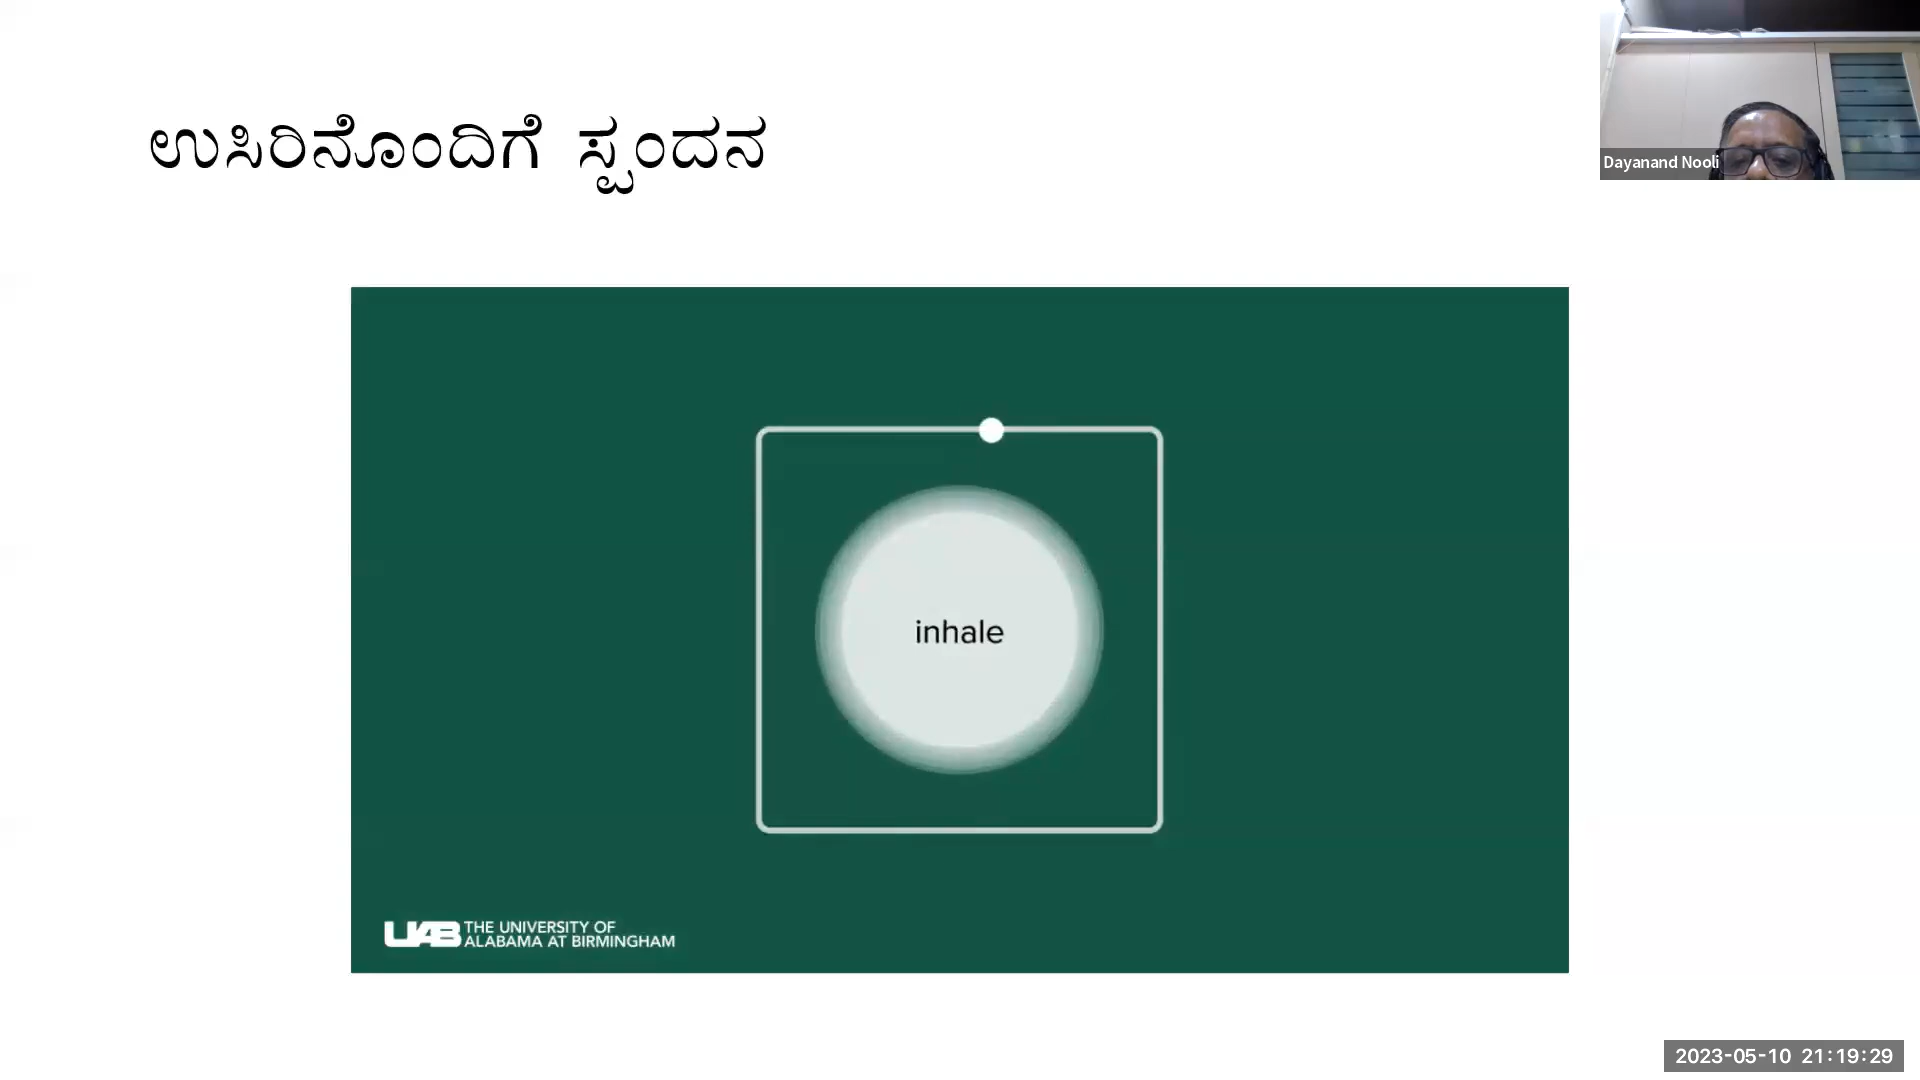 ಉಸಿರಿನೊಂದಿಗೆ ಸ್ಪಂದನ
Dayanand Nooli
inhale
UAB THE UNIVERSITY OF
ALABAMA AT BIRMINGHAM
2023-05-10 21:19:29